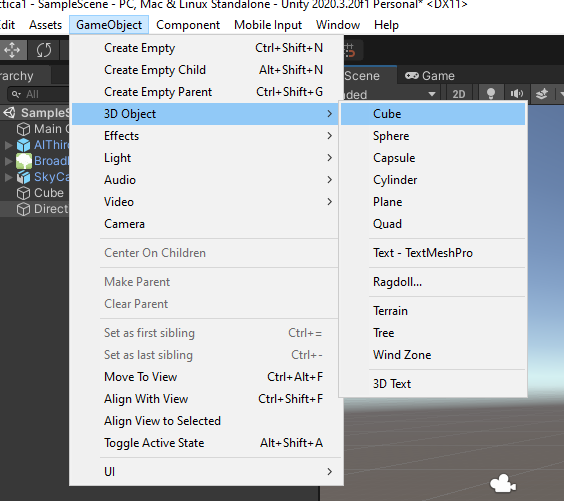 ctica1 - SampleScene - PC, Mac & Linux Standalone - Unity 2020.3.20f1 Personal* <DX11>
Edit Assets GameObject Component Mobile Input Window Help
Create Empty Ctrl+Shift+N
Create Empty Child Alt+Shift+N
Create Empty Parent Ctrl+Shift+G
3D Object >
Effects >
Light >
Audio >
Video >
Camera
Center On Children
Make Parent
Clear Parent
Set as first sibling Ctrl+=
Set as last sibling Ctrl+-
Move To View Ctrl+Alt+F
Align With View Ctrl+Shift+F
Align View to Selected
Toggle Active State Alt+Shift+A
UI >
Cube
Sphere
Capsule
Cylinder
Plane
Quad
Text - TextMeshPro
Ragdoll...
Terrain
Tree
Wind Zone
3D Text
rarchy
All
SampleSc
Main C
AIThir
Broadl
SkyCa
Cube
Direct
Scene Game
ded 2D